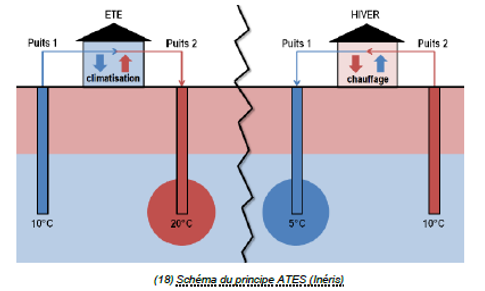 ETE
HIVER
Puits 1
Puits 2
Puits 1
Puits 2
climatisation
chauffage
10°C
20°C
5°C
10°C
(18) Schéma du principe ATES (Inéris)